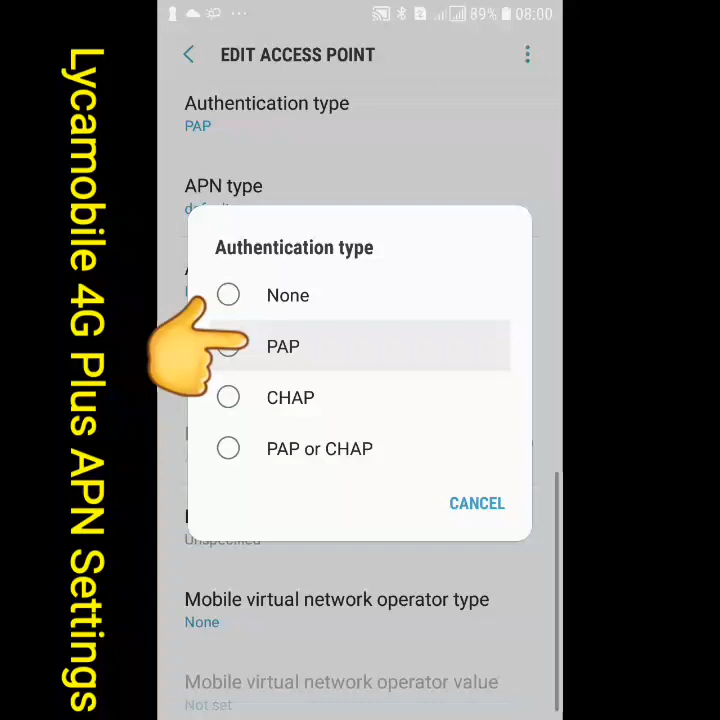 Lycamobile 4G Plus APN Settings
89% 08:00
EDIT ACCESS POINT
Authentication type
PAP
APN type
Authentication type
None
PAP
CHAP
PAP or CHAP
CANCEL
Unspecified
Mobile virtual network operator type
None
Mobile virtual network operator value
Not set